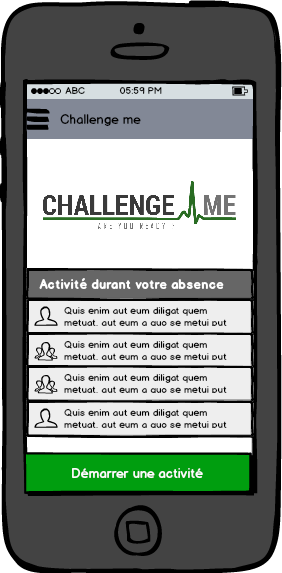 ABC 05:59 PM
Challenge me
CHALLENGE ME
ARE YOU READY ?
Activité durant votre absence
Quis enim aut eum diligat quem
metuat, aut eum a quo se metui put
Quis enim aut eum diligat quem
metuat, aut eum a quo se metui put
Quis enim aut eum diligat quem
metuat, aut eum a quo se metui put
Quis enim aut eum diligat quem
metuat, aut eum a quo se metui put
Démarrer une activité